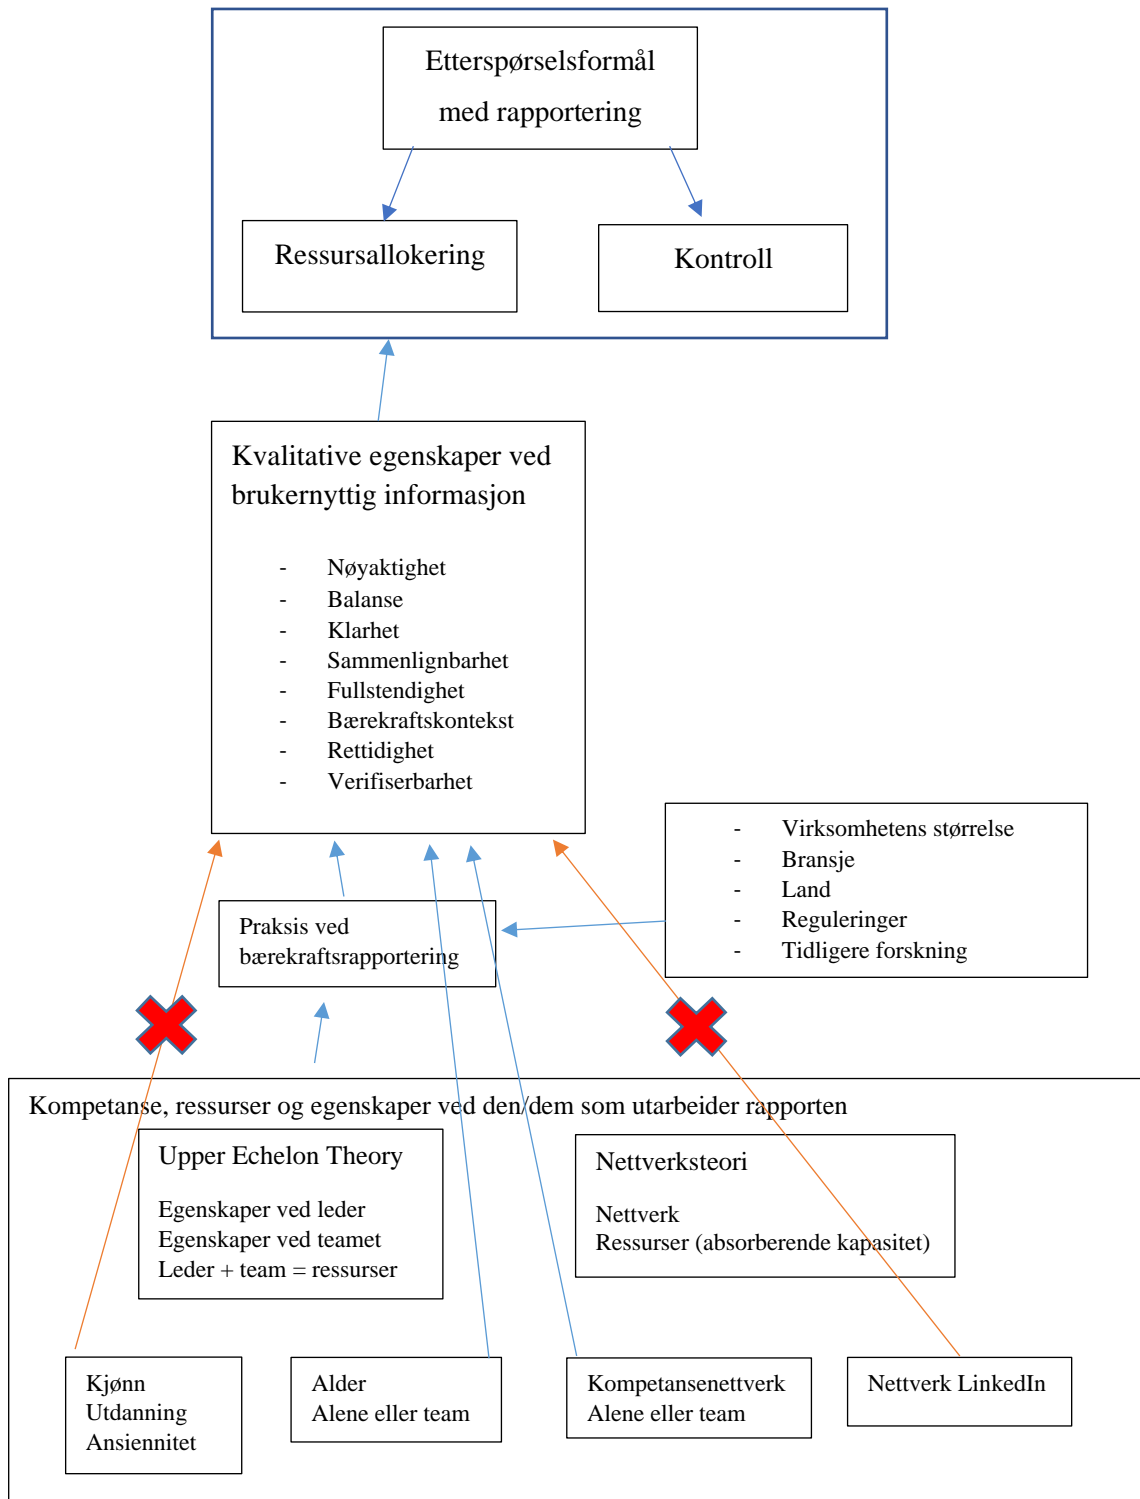 Etterspørselsformål
med rapportering
Ressursallokering
Kontroll
Kvalitative egenskaper ved
brukernyttig informasjon
- Nøyaktighet
- Balanse
- Klarhet
- Sammenlignbarhet
- Fullstendighet
- Bærekraftskontekst
- Rettidighet
- Verifiserbarhet
- Virksomhetens størrelse
- Bransje
- Land
- Reguleringer
- Tidligere forskning
Praksis ved
bærekraftsrapportering
Kompetanse, ressurser og egenskaper ved den/dem som utarbeider rapporten
Upper Echelon Theory
Egenskaper ved leder
Egenskaper ved teamet
Leder + team = ressurser
Nettverksteori
Nettverk
Ressurser (absorberende kapasitet)
Kjønn
Utdanning
Ansiennitet
Alder
Alene eller team
Kompetansenettverk
Alene eller team
Nettverk LinkedIn